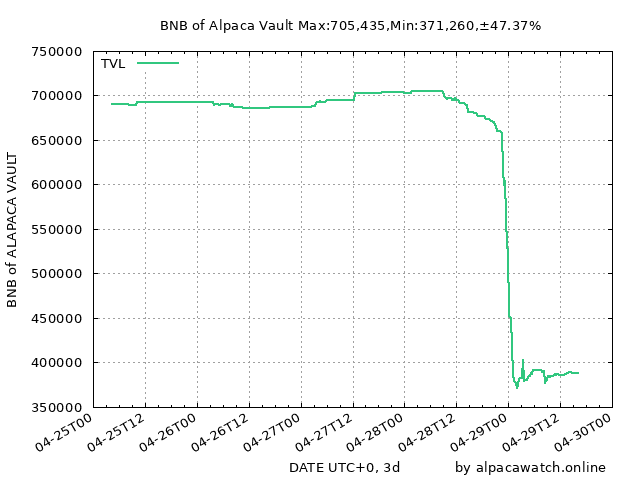 BNB of Alpaca Vault Max:705,435,Min:371,260,±47.37%
TVL
BNB of ALAPACA VAULT
750000
700000
650000
600000
550000
500000
450000
400000
350000
04-25T00
04-25T12
04-26T00
04-26T12
04-27T00
04-27T12
04-28T00
04-28T12
04-29T00
04-29T12
04-30T00
DATE UTC+0, 3d
by alpacawatch.online